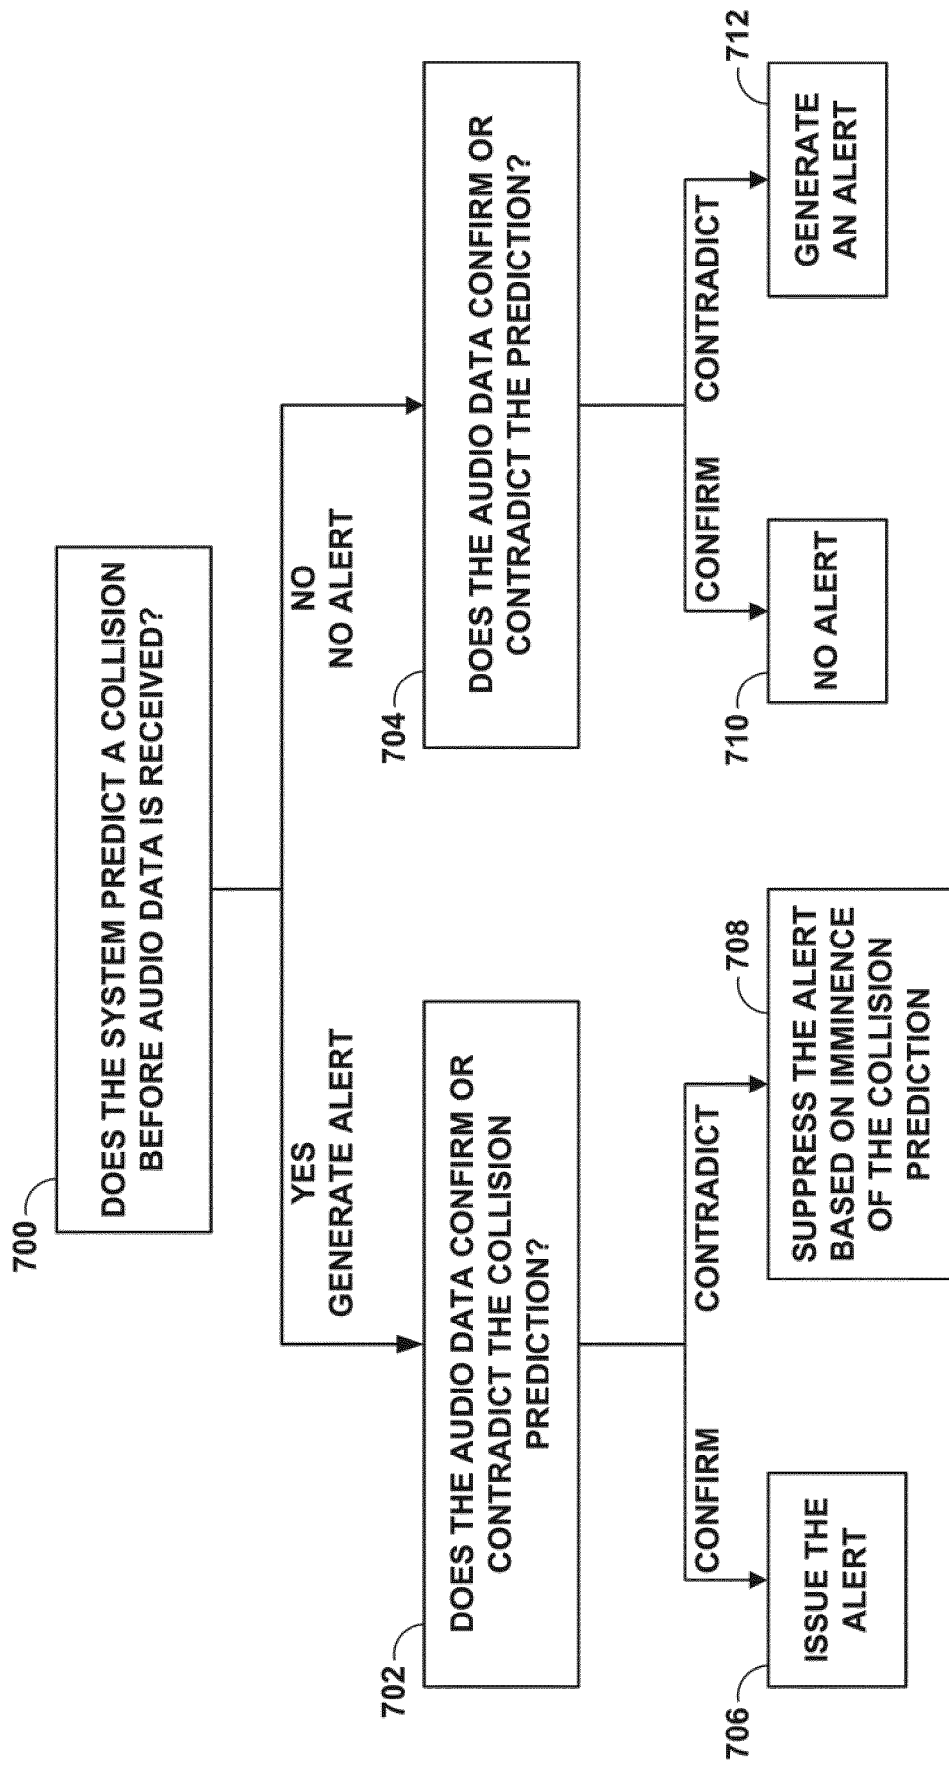 700
DOES THE SYSTEM PREDICT A COLLISION
BEFORE AUDIO DATA IS RECEIVED?
YES
GENERATE ALERT
NO
NO ALERT
702
DOES THE AUDIO DATA CONFIRM OR
CONTRADICT THE COLLISION
PREDICTION?
704
DOES THE AUDIO DATA CONFIRM OR
CONTRADICT THE PREDICTION?
CONFIRM
CONTRADICT
CONFIRM
CONTRADICT
706
ISSUE THE
ALERT
708
SUPPRESS THE ALERT
BASED ON IMMINENCE
OF THE COLLISION
PREDICTION
710
NO ALERT
712
GENERATE
AN ALERT